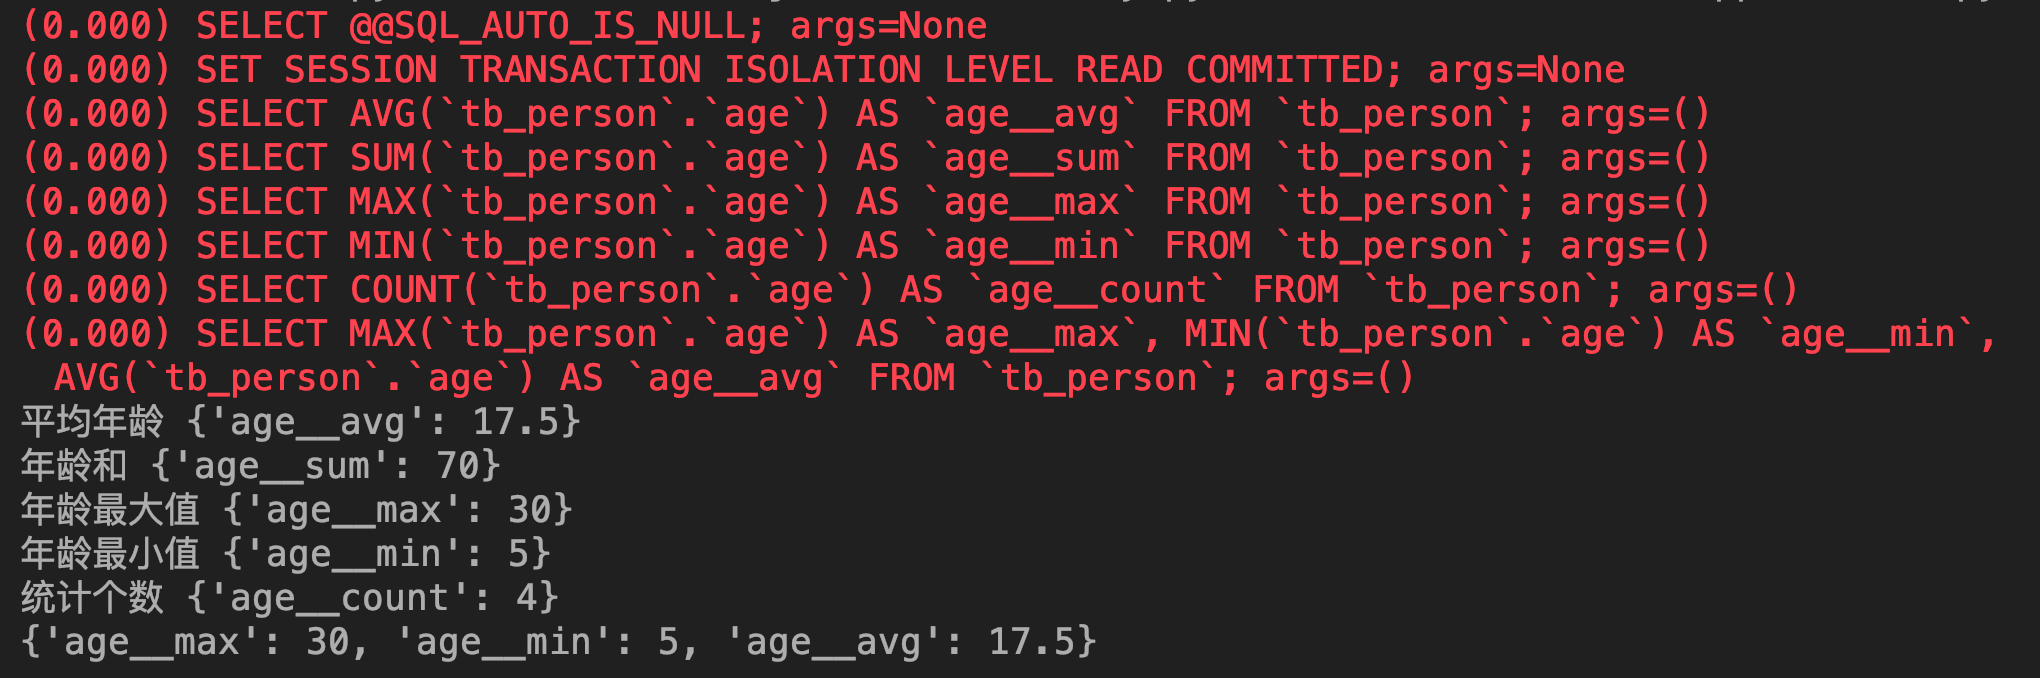 (0.000) SELECT @@SQL_AUTO_IS_NULL; args=None
(0.000) SET SESSION TRANSACTION ISOLATION LEVEL READ COMMITTED; args=None
(0.000) SELECT AVG(`tb_person`.`age`) AS `age__avg` FROM `tb_person`; args=()
(0.000) SELECT SUM(`tb_person`.`age`) AS `age__sum` FROM `tb_person`; args=()
(0.000) SELECT MAX(`tb_person`.`age`) AS `age__max` FROM `tb_person`; args=()
(0.000) SELECT MIN(`tb_person`.`age`) AS `age__min` FROM `tb_person`; args=()
(0.000) SELECT COUNT(`tb_person`.`age`) AS `age__count` FROM `tb_person`; args=()
(0.000) SELECT MAX(`tb_person`.`age`) AS `age__max`, MIN(`tb_person`.`age`) AS `age__min`,
AVG(`tb_person`.`age`) AS `age__avg` FROM `tb_person`; args=()
平均年龄 {'age__avg': 17.5}
年龄和 {'age__sum': 70}
年龄最大值 {'age__max': 30}
年龄最小值 {'age__min': 5}
统计个数 {'age__count': 4}
{'age__max': 30, 'age__min': 5, 'age__avg': 17.5}